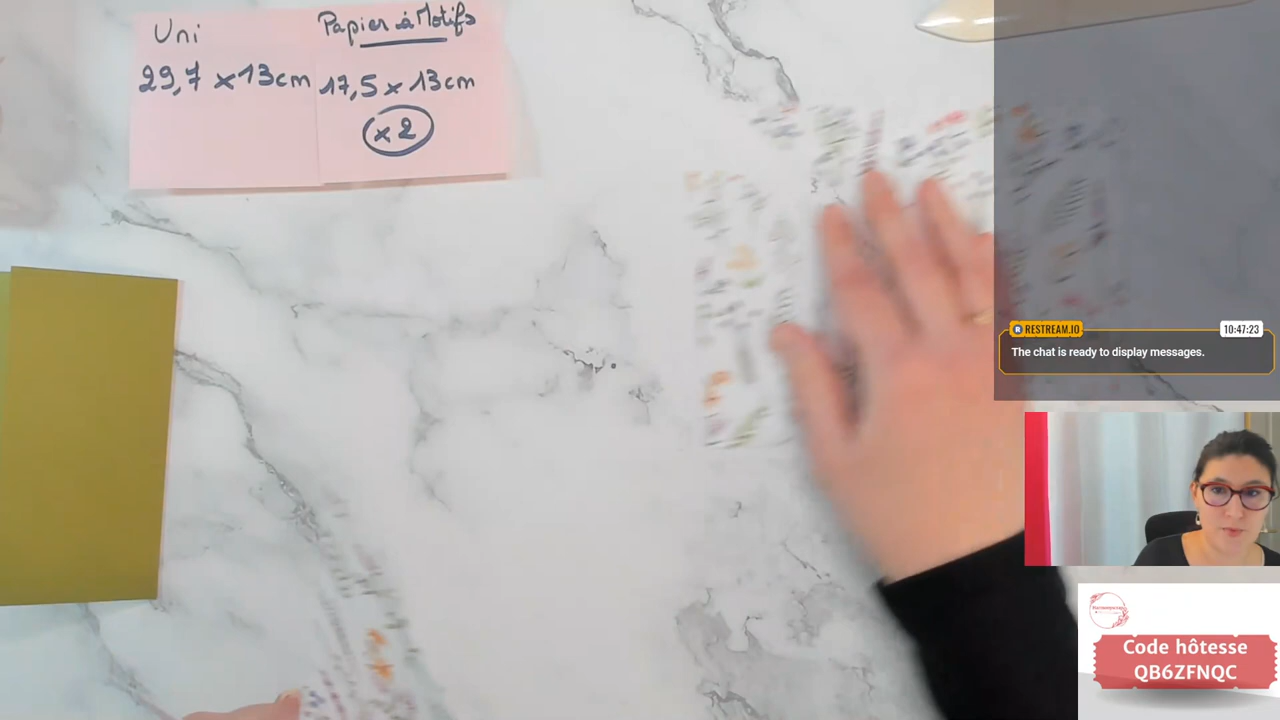 Uni
29,7 x 13cm
Papier à Motifs
17,5 x 13cm
x 2
RESTREAM.IO
10:47:23
The chat is ready to display messages.
Code hôtesse
QB6ZFNQC